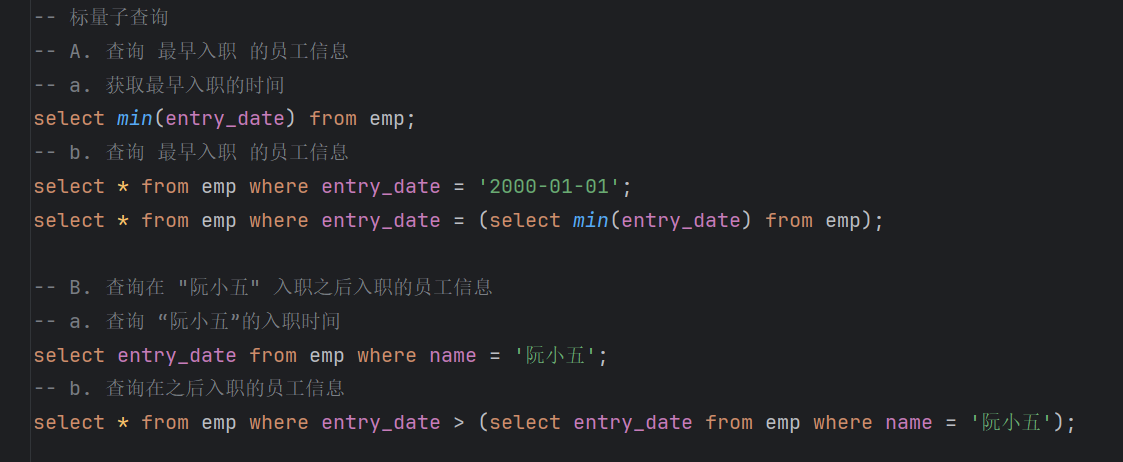 -- 标量子查询
-- A. 查询 最早入职 的员工信息
-- a. 获取最早入职的时间
select min(entry_date) from emp;
-- b. 查询 最早入职 的员工信息
select * from emp where entry_date = '2000-01-01';
select * from emp where entry_date = (select min(entry_date) from emp);
-- B. 查询在 "阮小五" 入职之后入职的员工信息
-- a. 查询 “阮小五”的入职时间
select entry_date from emp where name = '阮小五';
-- b. 查询在之后入职的员工信息
select * from emp where entry_date > (select entry_date from emp where name = '阮小五');